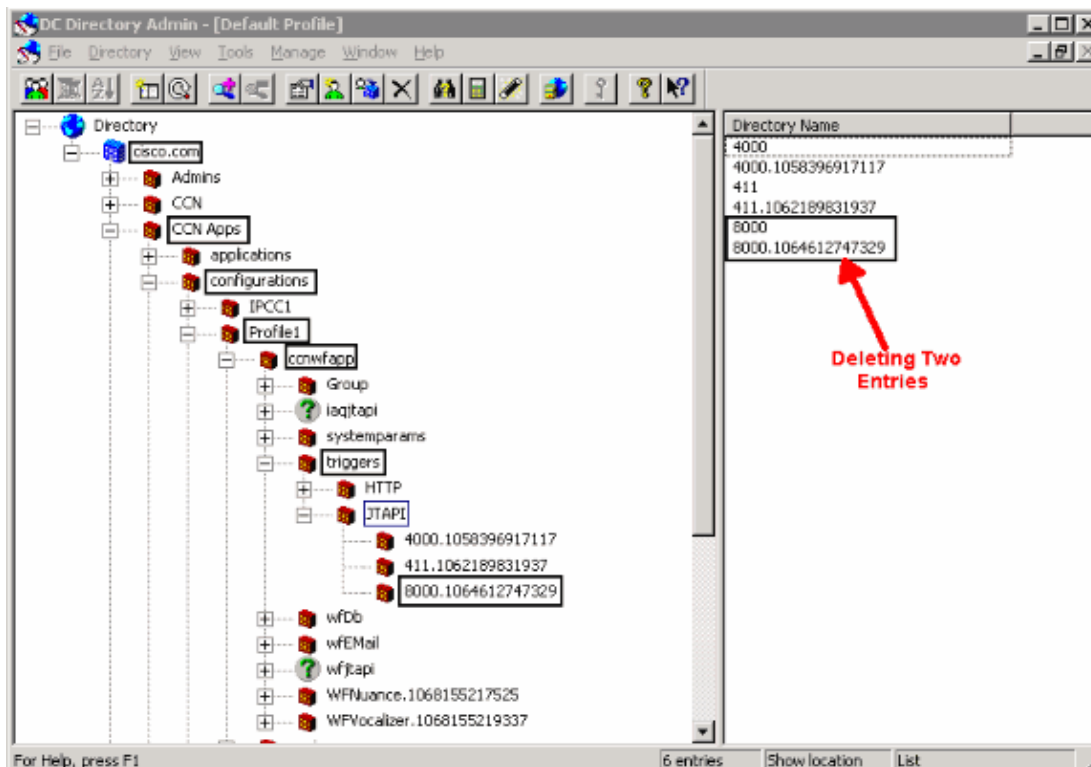 DC Directory Admin - [Default Profile]
File Directory View Tools Manage Window Help
Directory
cisco.com
Admins
CCN
CCN Apps
applications
configurations
IPCC1
Profile1
ccnwfapp
Group
iaqjtapi
systemparams
triggers
HTTP
JTAPI
4000.1058396917117
411.1062189831937
8000.1064612747329
wfDb
wfEMail
wfjtapi
WFNuance.1068155217525
WFVocalizer.1068155219337
Directory Name
4000
4000.1058396917117
411
411.1062189831937
8000
8000.1064612747329
Deleting Two
Entries
For Help, press F1
6 entries
Show location
List